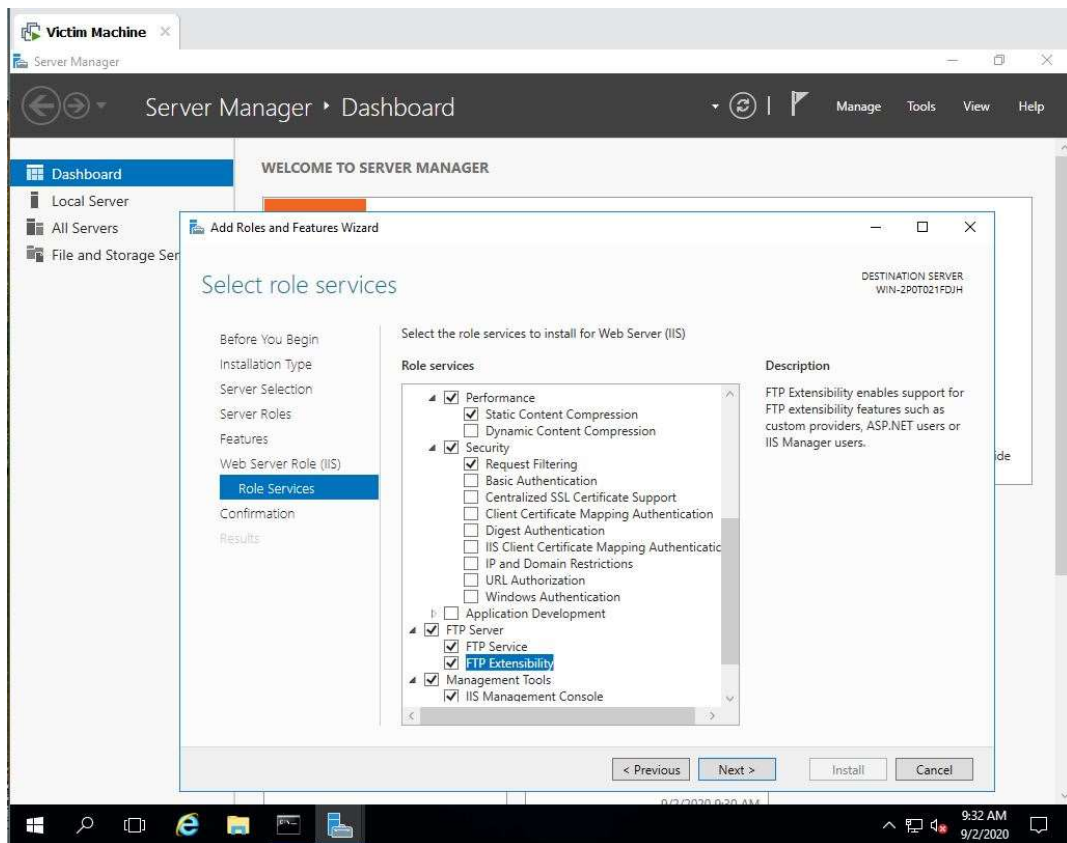 Victim Machine
Server Manager
Server Manager • Dashboard
Manage Tools View Help
Dashboard
Local Server
All Servers
File and Storage Ser
WELCOME TO SERVER MANAGER
Add Roles and Features Wizard
Select role services
DESTINATION SERVER
WIN-2P0T021FDJH
Before You Begin
Installation Type
Server Selection
Server Roles
Features
Web Server Role (IIS)
Role Services
Confirmation
Results
Select the role services to install for Web Server (IIS)
Role services
Performance
Static Content Compression
Dynamic Content Compression
Security
Request Filtering
Basic Authentication
Centralized SSL Certificate Support
Client Certificate Mapping Authentication
Digest Authentication
IIS Client Certificate Mapping Authenticatic
IP and Domain Restrictions
URL Authorization
Windows Authentication
Application Development
FTP Server
FTP Service
FTP Extensibility
Management Tools
IIS Management Console
Description
FTP Extensibility enables support for
FTP extensibility features such as
custom providers, ASP.NET users or
IIS Manager users.
ide
< Previous
Next >
Install
Cancel
9/2/2020 9:30 AM
9:32 AM
9/2/2020